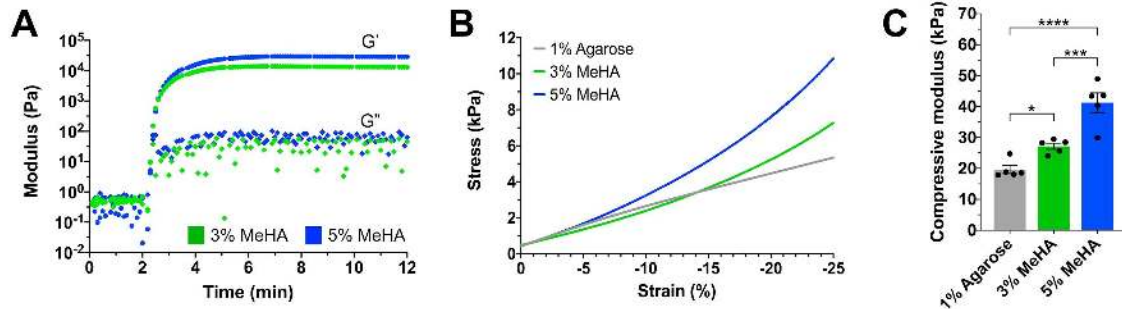 A
Modulus (Pa)
10^5
10^4
10^3
10^2
10^1
10^0
10^-1
10^-2
G'
G"
3% MeHA
5% MeHA
0 2 4 6 8 10 12
Time (min)
B
Stress (kPa)
12
10
8
6
4
2
0
1% Agarose
3% MeHA
5% MeHA
0 -5 -10 -15 -20 -25
Strain (%)
C
Compressive modulus (kPa)
70
60
50
40
30
20
10
0
****
***
*
1% Agarose
3% MeHA
5% MeHA